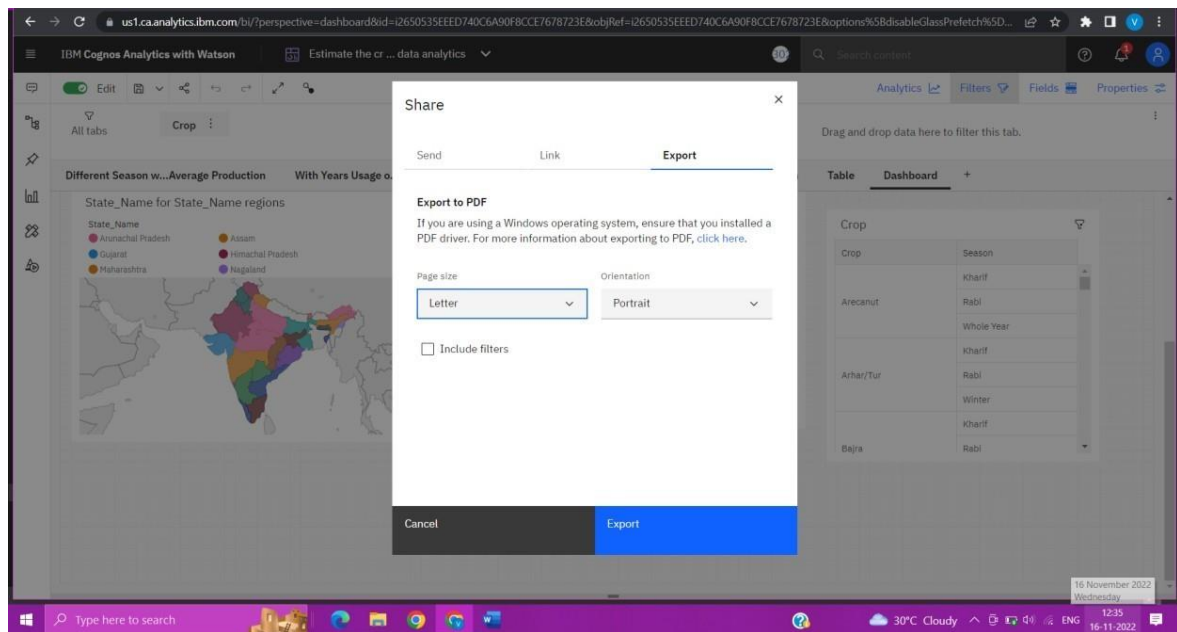 us1.ca.analytics.ibm.com/bi/?perspective=dashboard&id=i2650535EEED740C6A90F8CCE7678723E&objRef=i2650535EEED740C6A90F8CCE7678723E&options%5BdisableGlassPrefetch%5D...
V
IBM Cognos Analytics with Watson
Estimate the cr ... data analytics
30
Search content
Edit
Analytics
Filters
Fields
Properties
All tabs
Crop
Drag and drop data here to filter this tab.
Different Season w...Average Production
With Years Usage o.
Table
Dashboard
+
State_Name for State_Name regions
State_Name
Arunachal Pradesh
Assam
Gujarat
Himachal Pradesh
Maharashtra
Nagaland
Share
Send
Link
Export
Export to PDF
If you are using a Windows operating system, ensure that you installed a
PDF driver. For more information about exporting to PDF, click here.
Page size
Orientation
Letter
Portrait
Include filters
Cancel
Export
Crop
Crop
Season
Kharif
Arecanut
Rabi
Whole Year
Kharif
Arhar/Tur
Rabi
Winter
Kharif
Bajra
Rabi
16 November 2022
Wednesday
Type here to search
30°C Cloudy
ENG
12:35
16-11-2022